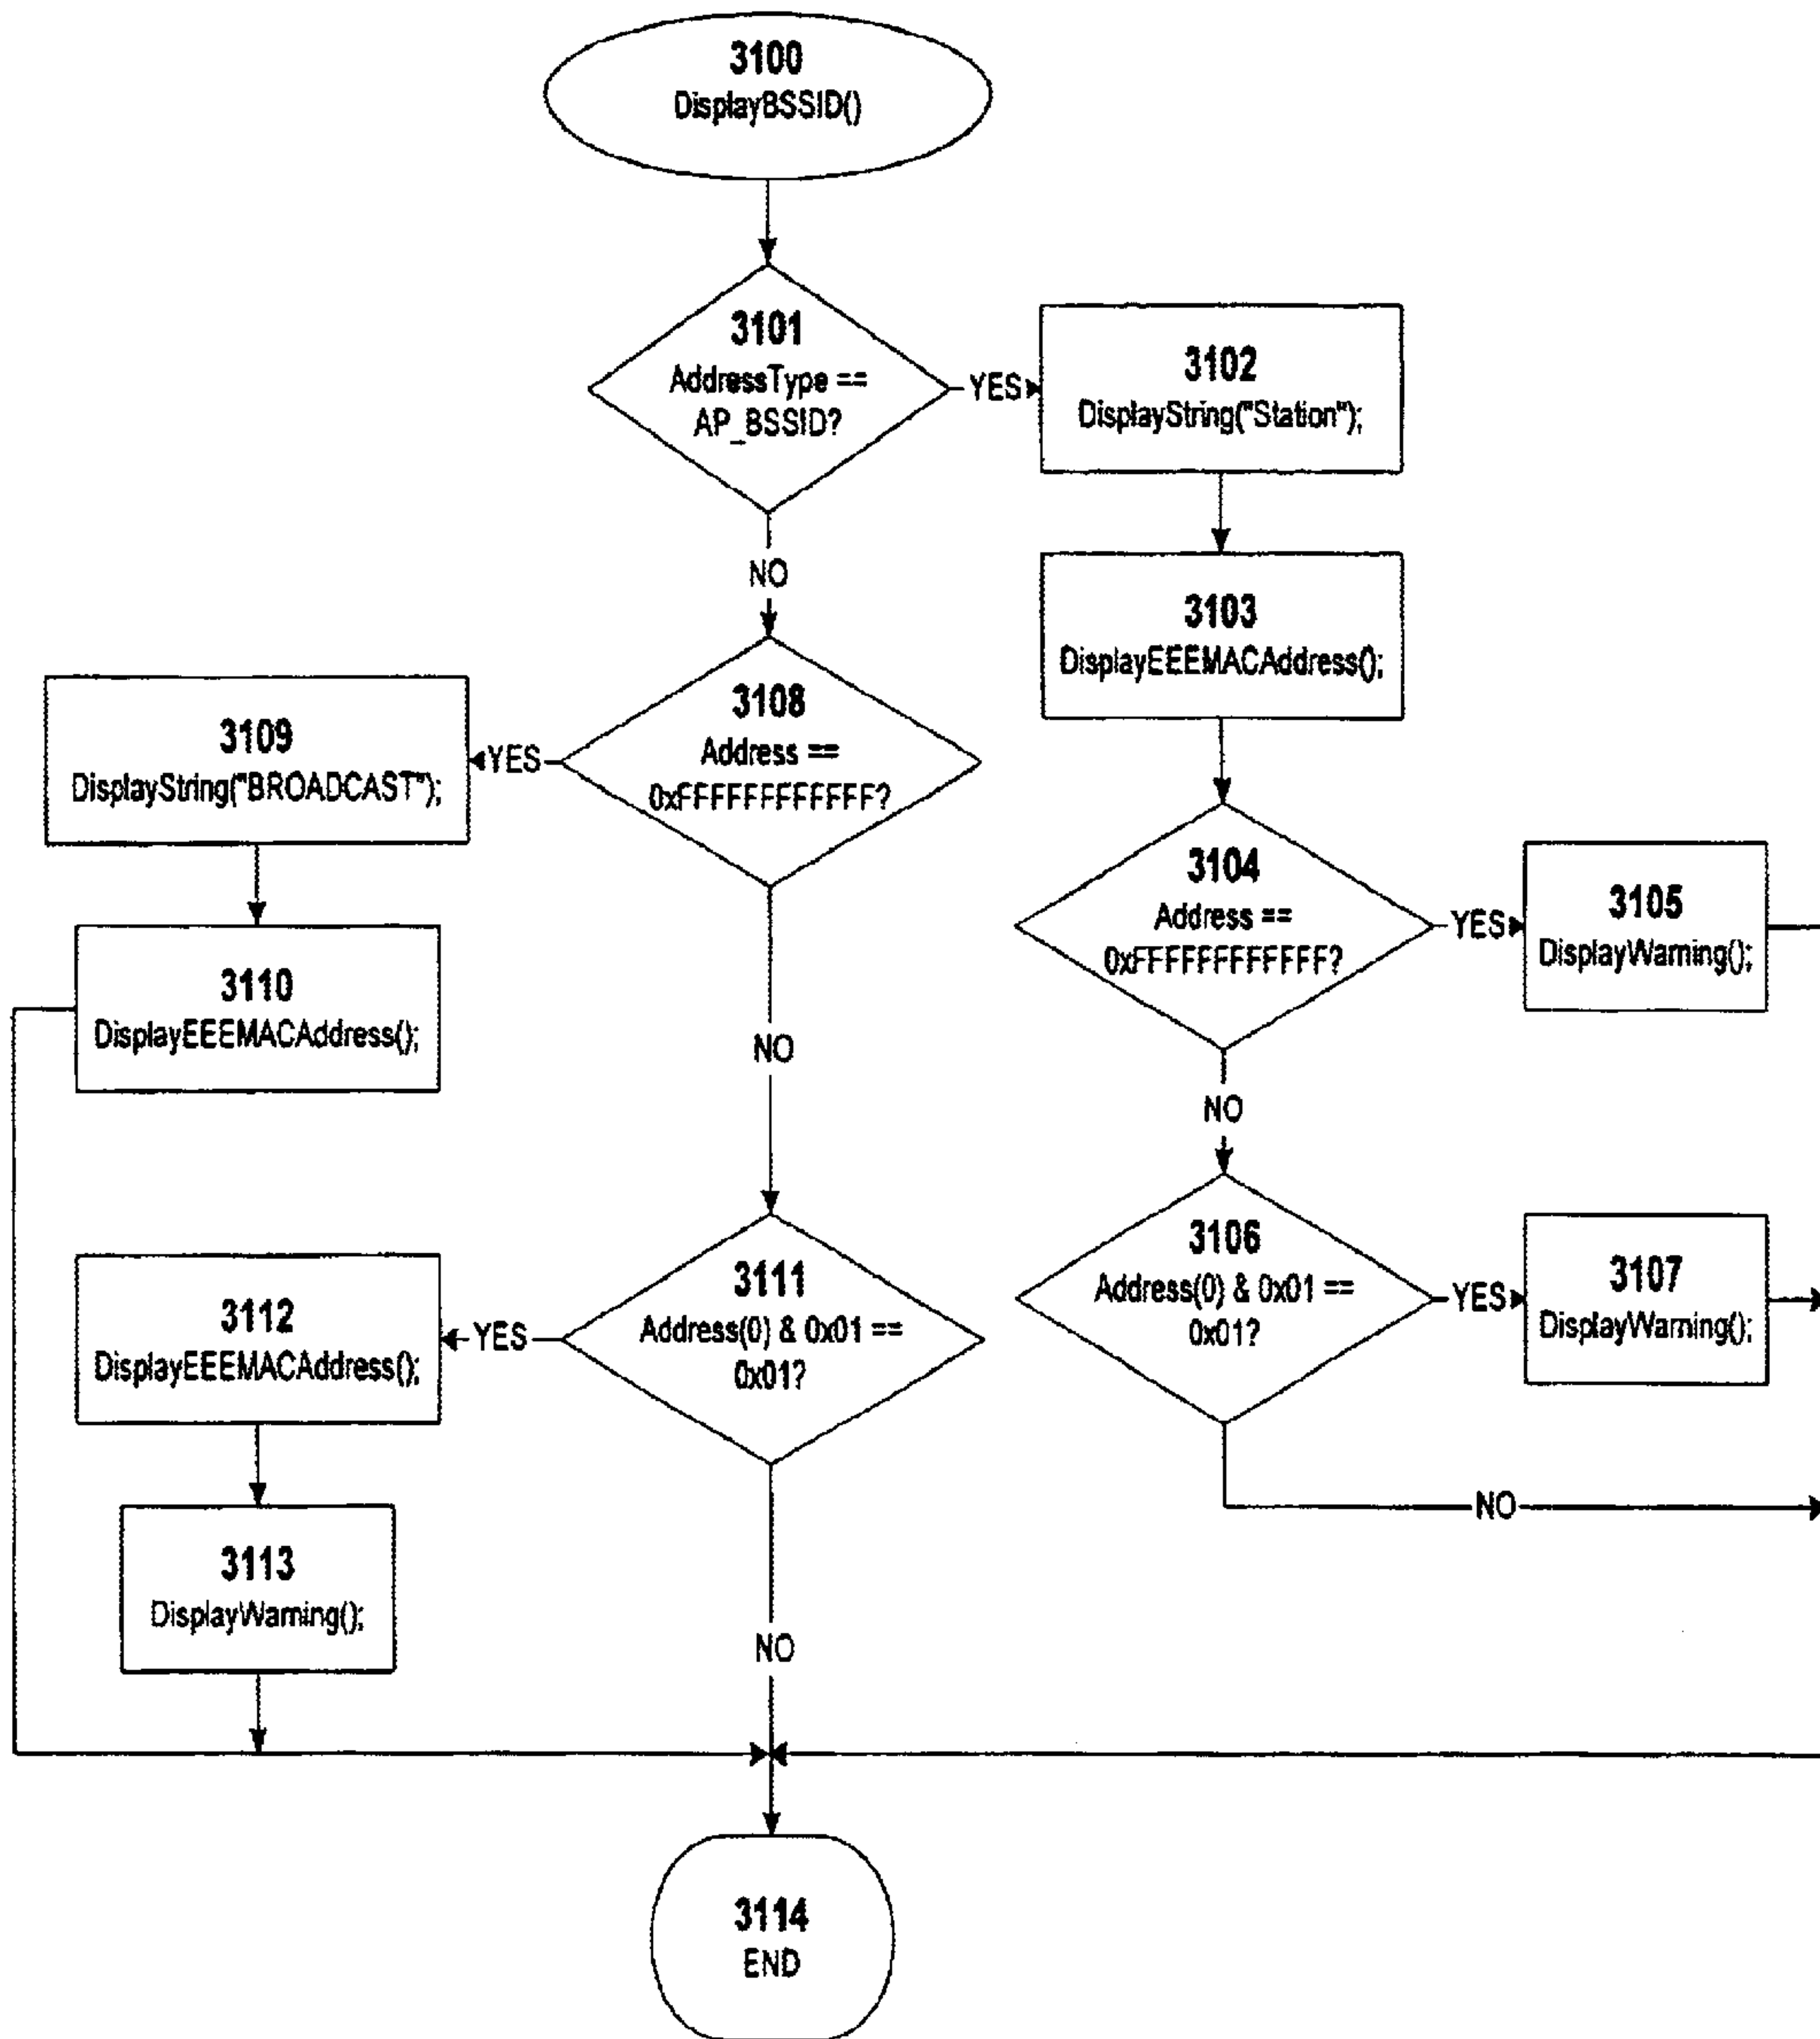 3100
DisplayBSSID()
3101
AddressType ==
AP_BSSID?
YES
3102
DisplayString("Station");
NO
3103
DisplayEEEMACAddress();
3108
Address ==
0xFFFFFFFFFFFF?
YES
3109
DisplayString("BROADCAST");
3104
Address ==
0xFFFFFFFFFFFF?
YES
3105
DisplayWarning();
3110
DisplayEEEMACAddress();
NO
NO
3106
Address(0) & 0x01 ==
0x01?
YES
3107
DisplayWarning();
3111
Address(0) & 0x01 ==
0x01?
YES
3112
DisplayEEEMACAddress();
NO
3113
DisplayWarning();
NO
3114
END